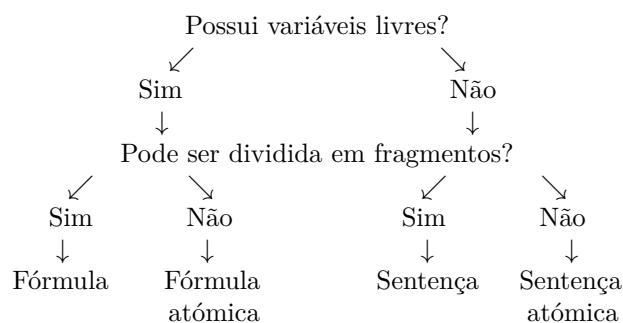 Possui variáveis livres?
Sim Não
Pode ser dividida em fragmentos?
Sim Não Sim Não
Fórmula Fórmula Sentença Sentença
atómica atómica